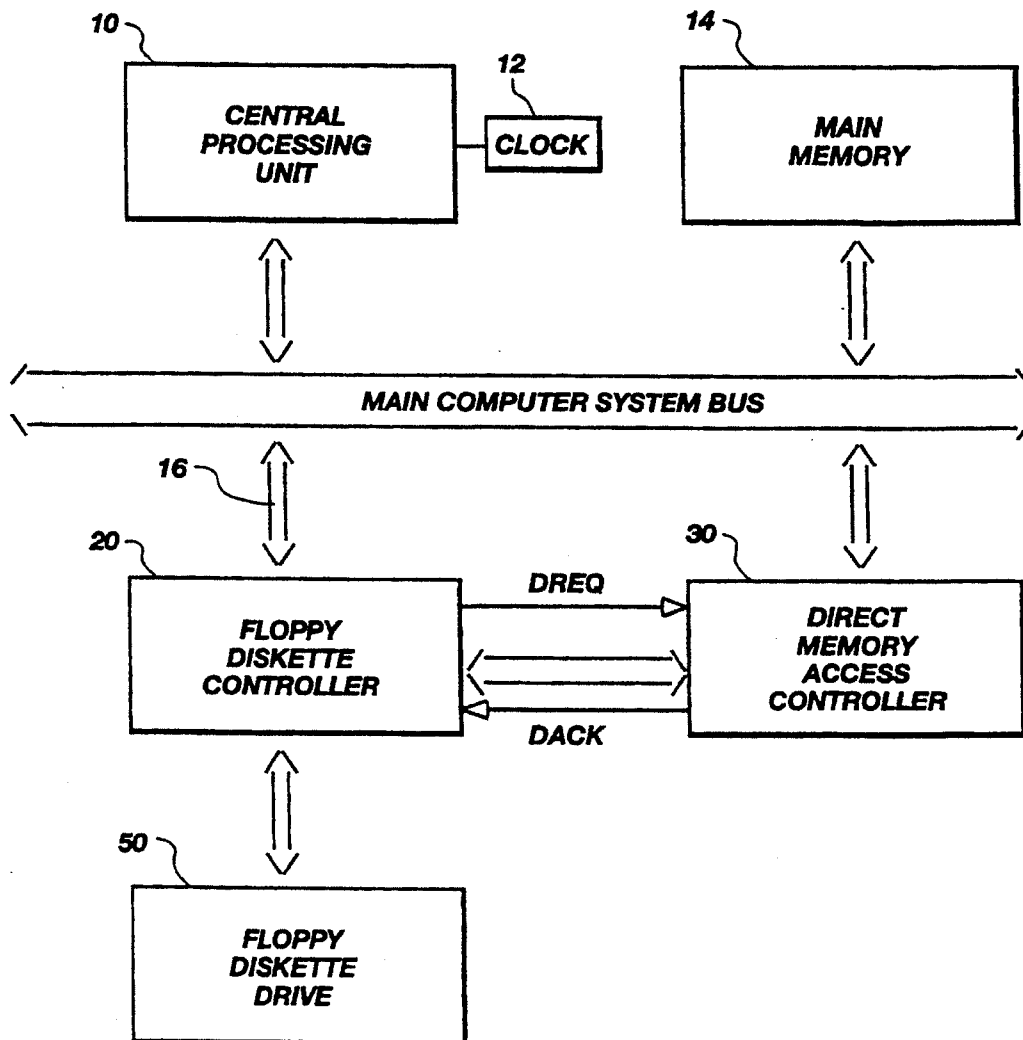 10
12
14
CENTRAL
PROCESSING
UNIT
CLOCK
MAIN
MEMORY
MAIN COMPUTER SYSTEM BUS
16
20
30
FLOPPY
DISKETTE
CONTROLLER
DREQ
DACK
DIRECT
MEMORY
ACCESS
CONTROLLER
50
FLOPPY
DISKETTE
DRIVE